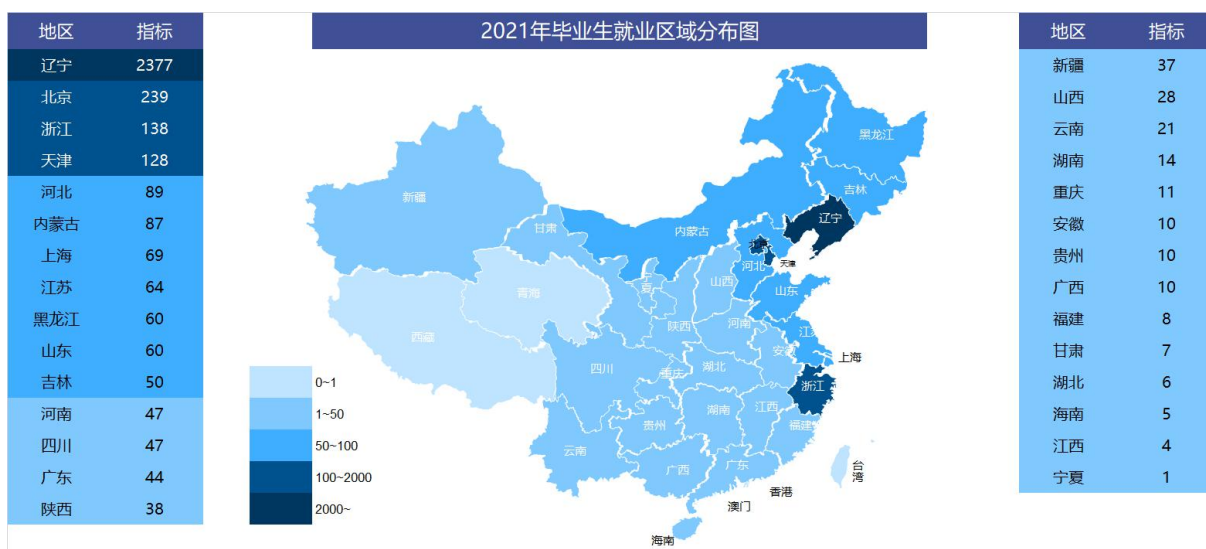 地区 指标
辽宁 2377
北京 239
浙江 138
天津 128
河北 89
内蒙古 87
上海 69
江苏 64
黑龙江 60
山东 60
吉林 50
河南 47
四川 47
广东 44
陕西 38
2021年毕业生就业区域分布图
黑龙江
吉林
辽宁
新疆
甘肃
内蒙古
天津
河北
宁夏
山西
山东
青海
西藏
陕西
河南
江苏
安徽
上海
四川
重庆
湖北
浙江
湖南
江西
贵州
福建
云南
广西
广东
台湾
香港
澳门
海南
0~1
1~50
50~100
100~2000
2000~
地区 指标
新疆 37
山西 28
云南 21
湖南 14
重庆 11
安徽 10
贵州 10
广西 10
福建 8
甘肃 7
湖北 6
海南 5
江西 4
宁夏 1